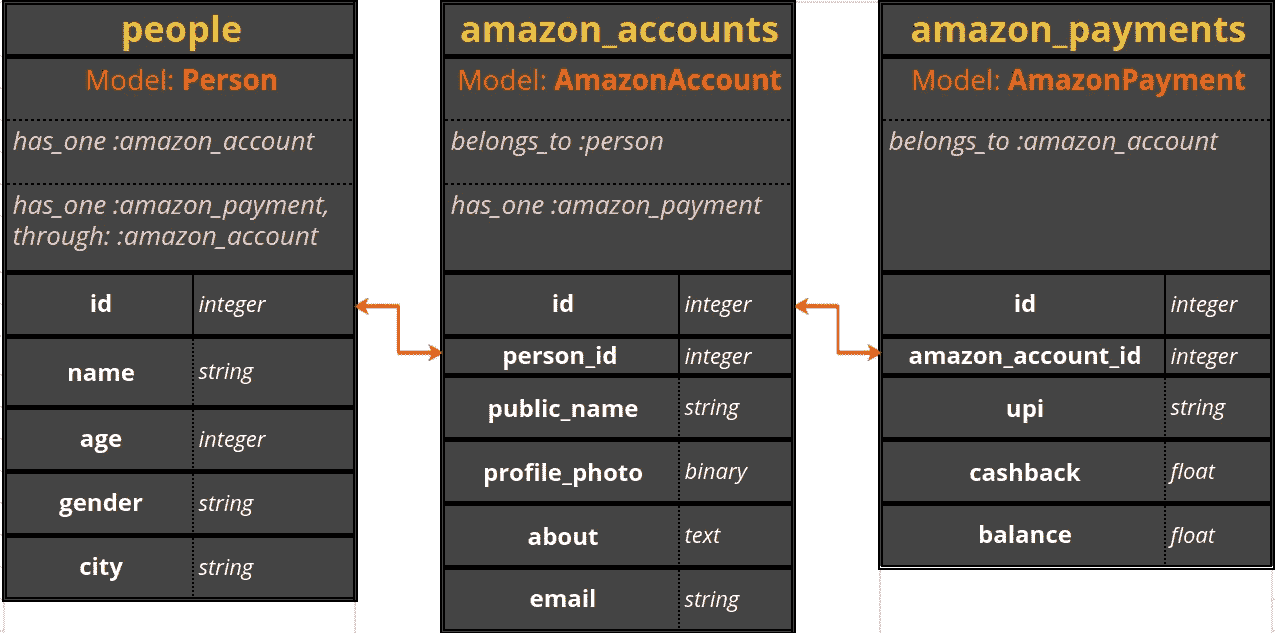 people
Model: Person
has_one :amazon_account
has_one :amazon_payment,
through: :amazon_account
id integer
name string
age integer
gender string
city string
amazon_accounts
Model: AmazonAccount
belongs_to :person
has_one :amazon_payment
id integer
person_id integer
public_name string
profile_photo binary
about text
email string
amazon_payments
Model: AmazonPayment
belongs_to :amazon_account
id integer
amazon_account_id integer
upi string
cashback float
balance float